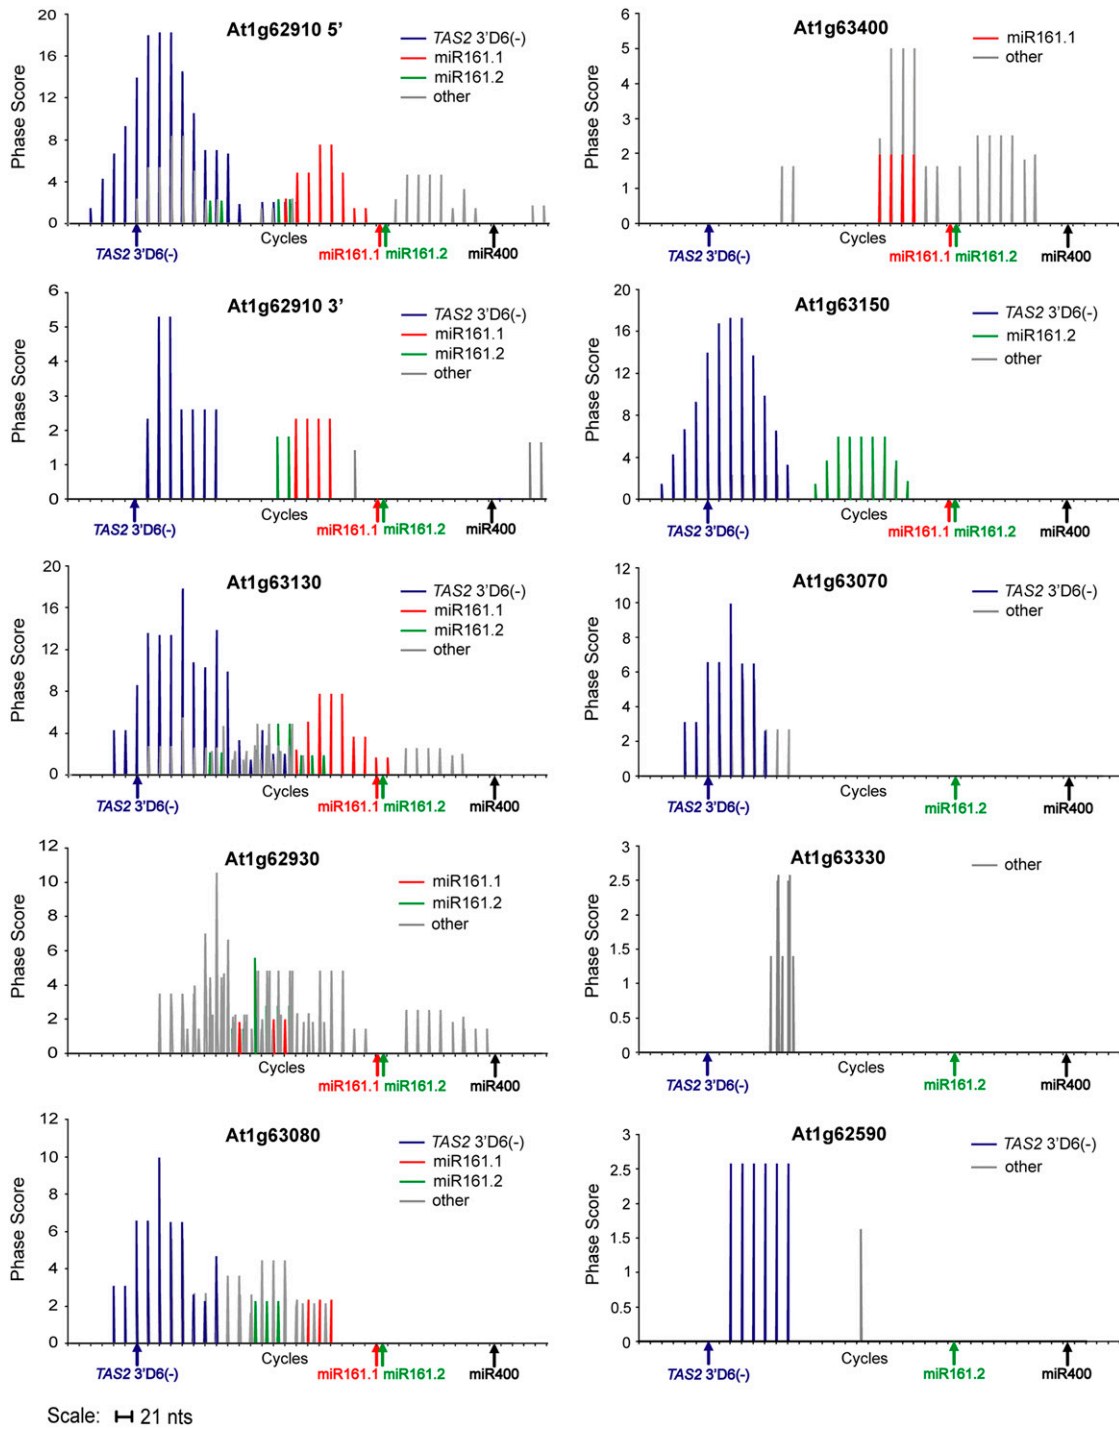 At1g62910 5’
Phase Score
20
16
12
8
4
0
TAS2 3’D6(-)
miR161.1
miR161.2
other
Cycles
TAS2 3’D6(-)
miR161.1
miR161.2
miR400
At1g63400
Phase Score
6
5
4
3
2
1
0
miR161.1
other
Cycles
TAS2 3’D6(-)
miR161.1
miR161.2
miR400
At1g62910 3’
Phase Score
6
5
4
3
2
1
0
TAS2 3’D6(-)
miR161.1
miR161.2
other
Cycles
TAS2 3’D6(-)
miR161.1
miR161.2
miR400
At1g63150
Phase Score
20
16
12
8
4
0
TAS2 3’D6(-)
miR161.2
other
Cycles
TAS2 3’D6(-)
miR161.1
miR161.2
miR400
At1g63130
Phase Score
20
16
12
8
4
0
TAS2 3’D6(-)
miR161.1
miR161.2
other
Cycles
TAS2 3’D6(-)
miR161.1
miR161.2
miR400
At1g63070
Phase Score
12
10
8
6
4
2
0
TAS2 3’D6(-)
other
Cycles
TAS2 3’D6(-)
miR161.2
miR400
At1g62930
Phase Score
12
10
8
6
4
2
0
miR161.1
miR161.2
other
Cycles
miR161.1
miR161.2
miR400
At1g63330
Phase Score
3
2.5
2
1.5
1
0.5
0
other
Cycles
TAS2 3’D6(-)
miR161.2
miR400
At1g63080
Phase Score
12
10
8
6
4
2
0
TAS2 3’D6(-)
miR161.1
miR161.2
other
Cycles
TAS2 3’D6(-)
miR161.1
miR161.2
miR400
At1g62590
Phase Score
3
2.5
2
1.5
1
0.5
0
TAS2 3’D6(-)
other
Cycles
TAS2 3’D6(-)
miR161.2
miR400
Scale: 21 nts